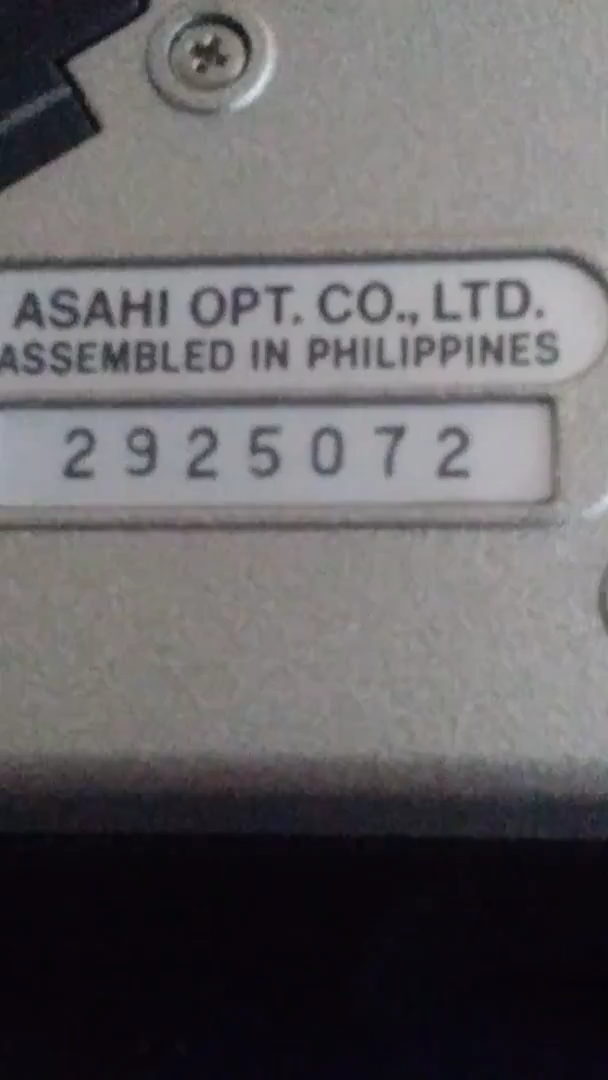 ASAHI OPT. CO., LTD.
ASSEMBLED IN PHILIPPINES
2925072